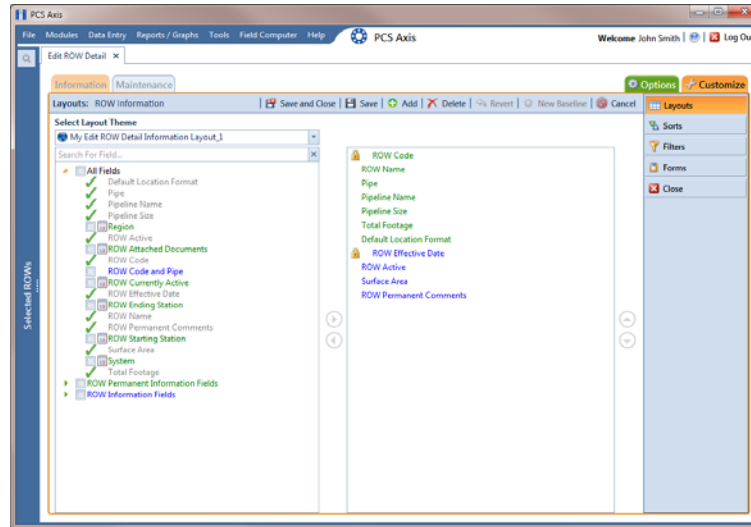 PCS Axis
File Modules Data Entry Reports / Graphs Tools Field Computer Help PCS Axis Welcome John Smith Log Ou
Edit ROW Detail
Information Maintenance Options Customize
Layouts: ROW Information Save and Close Save Add Delete Revert New Baseline Cancel
Layouts
Sorts
Filters
Forms
Close
Select Layout Theme
My Edit ROW Detail Information Layout_1
Search For Field...
All Fields
Default Location Format
Pipe
Pipeline Name
Pipeline Size
Region
ROW Active
ROW Attached Documents
ROW Code
ROW Code and Pipe
ROW Currently Active
ROW Effective Date
ROW Ending Station
ROW Name
ROW Permanent Comments
ROW Starting Station
Surface Area
System
Total Footage
ROW Permanent Information Fields
ROW Information Fields
ROW Code
ROW Name
Pipe
Pipeline Name
Pipeline Size
Total Footage
Default Location Format
ROW Effective Date
ROW Active
Surface Area
ROW Permanent Comments
Selected ROWs